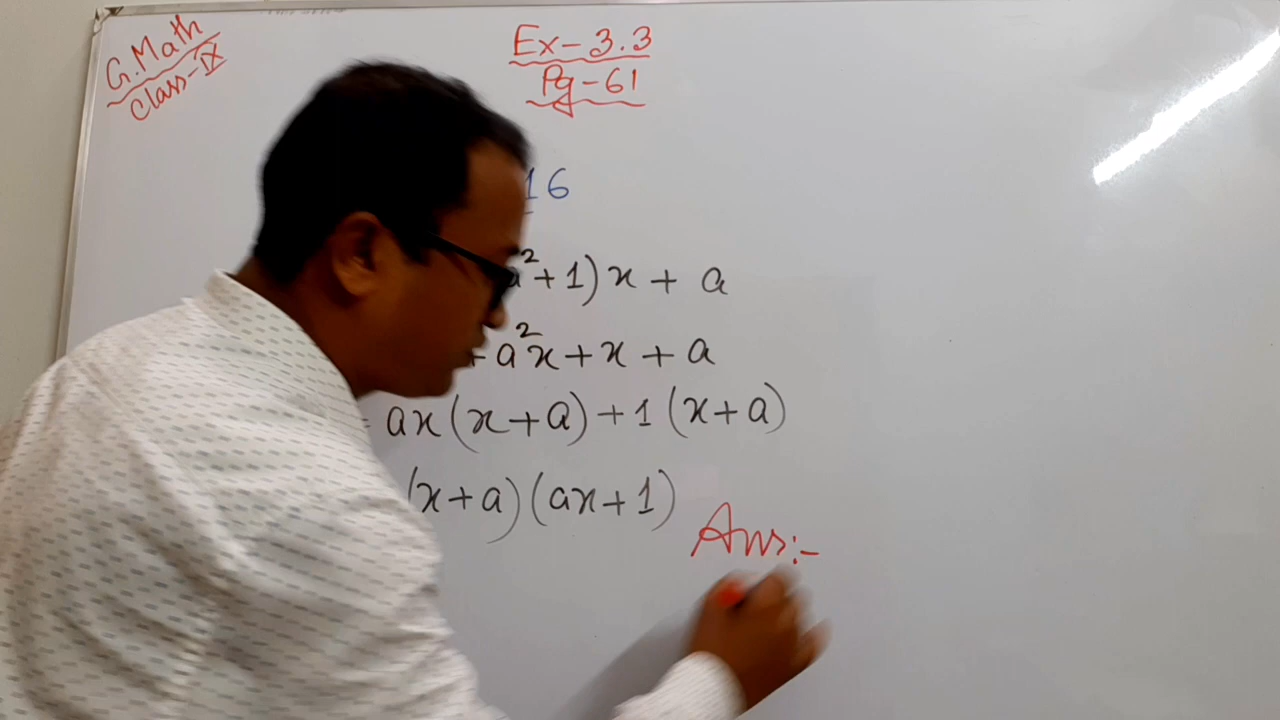 G.Math
Class-IX
Ex-3.3
Pg-61
16
a²+1)x + a
+ a²x+x + a
= ax(x+a)+1(x+a)
(x+a)(ax+1)
Ans:-